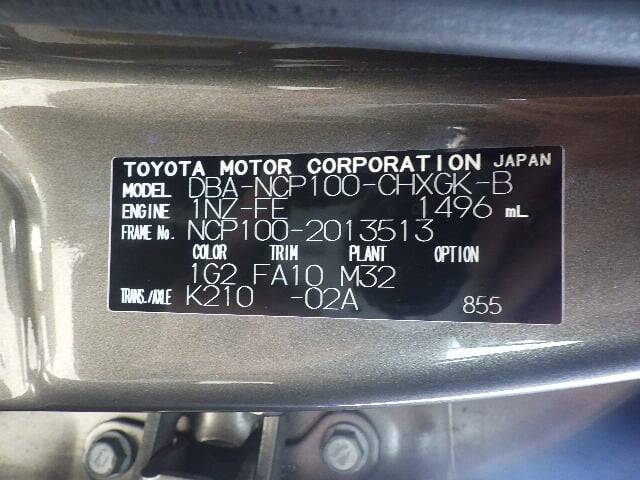 TOYOTA MOTOR CORPORATION JAPAN
MODEL DBA-NCP100-CHXGK-B
ENGINE 1NZ-FE 1496 mL
FRAME No. NCP100-2013513
COLOR TRIM PLANT OPTION
1G2 FA10 M32
TRANS./AXLE K210 -02A 855